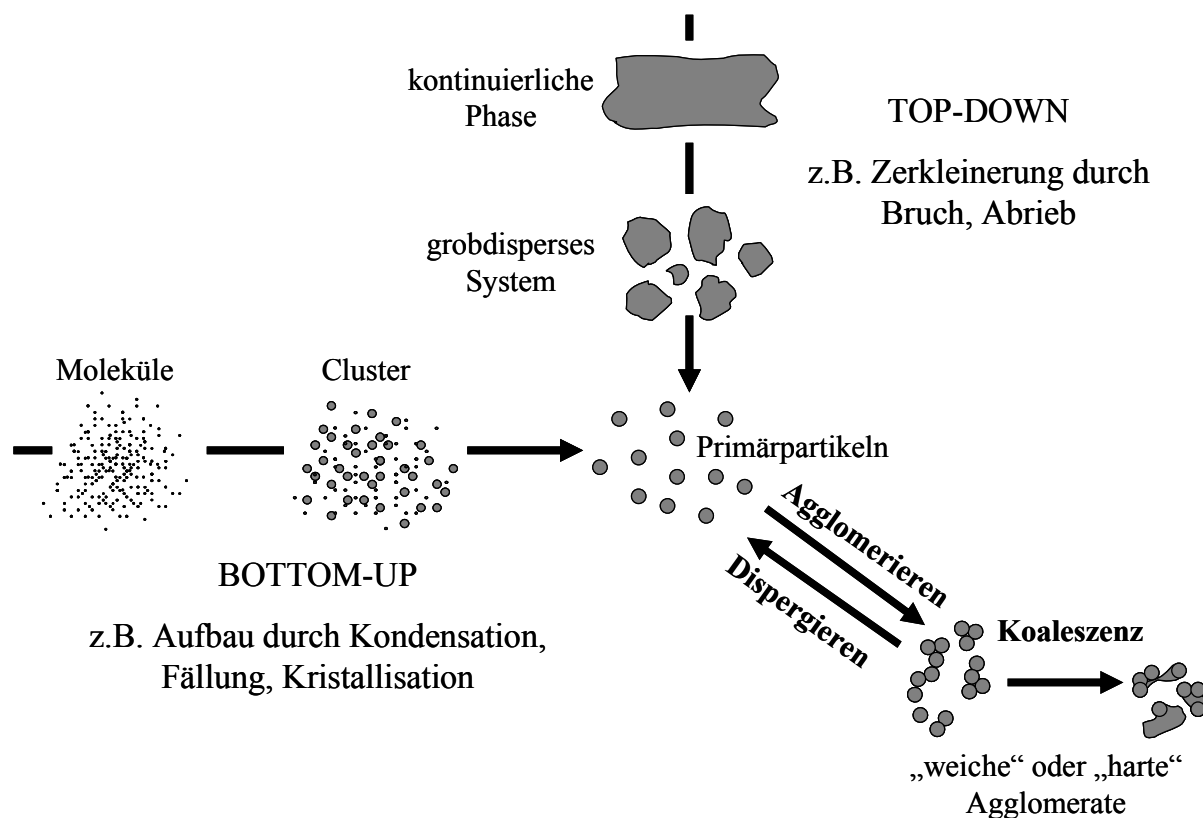 kontinuierliche
Phase
TOP-DOWN
z.B. Zerkleinerung durch
Bruch, Abrieb
grobdisperses
System
Moleküle
Cluster
Primärpartikeln
Agglomerieren
Dispergieren
BOTTOM-UP
z.B. Aufbau durch Kondensation,
Fällung, Kristallisation
Koaleszenz
„weiche“ oder „harte“
Agglomerate